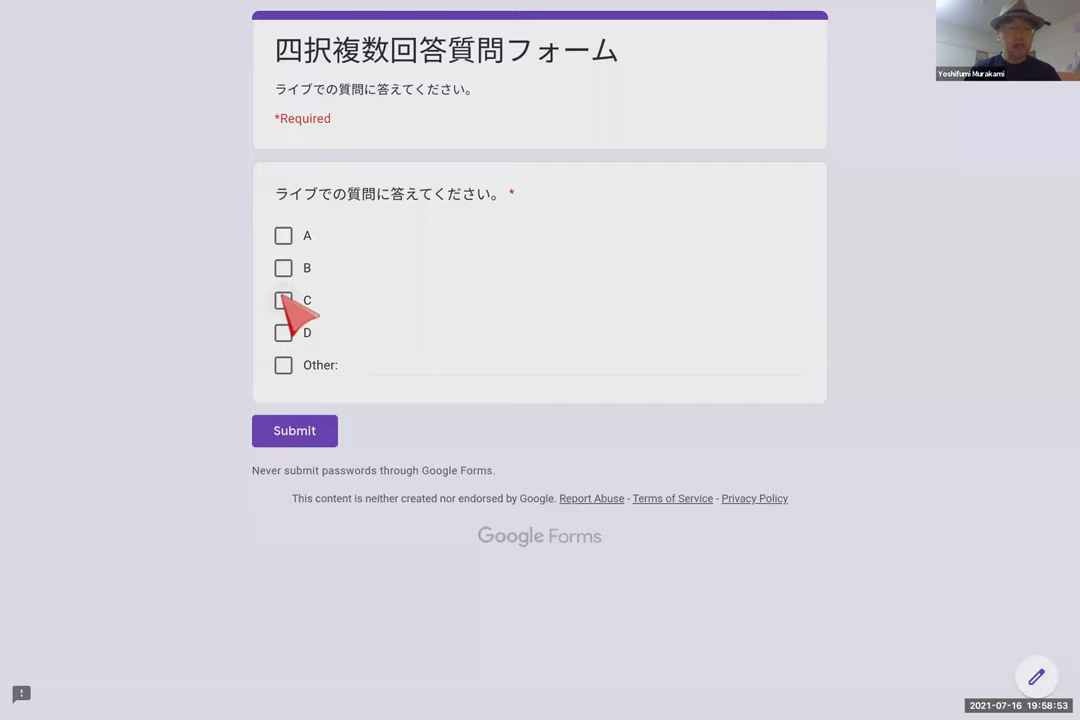 四択複数回答質問フォーム
Yoshifumi Murakami
ライブでの質問に答えてください。
*Required
ライブでの質問に答えてください。 *
A
B
C
D
Other:
Submit
Never submit passwords through Google Forms.
This content is neither created nor endorsed by Google. Report Abuse - Terms of Service - Privacy Policy
Google Forms
2021-07-16 19:58:53